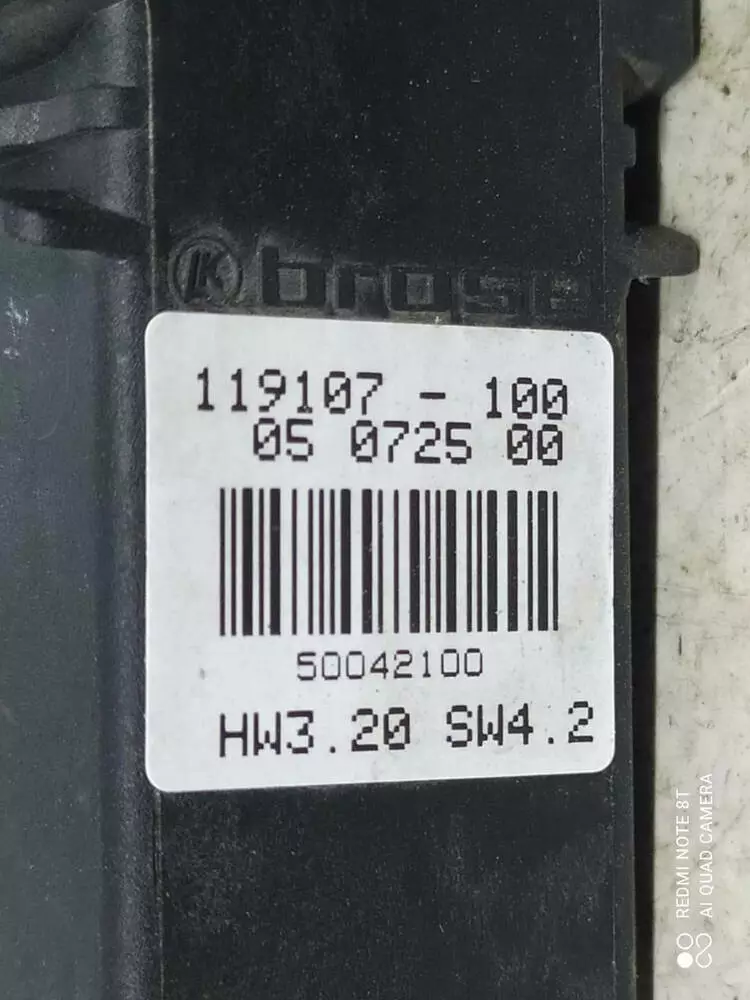 brose
119107 - 100
05 0725 00
50042100
HW3.20 SW4.2
REDMI NOTE 8T
AI QUAD CAMERA